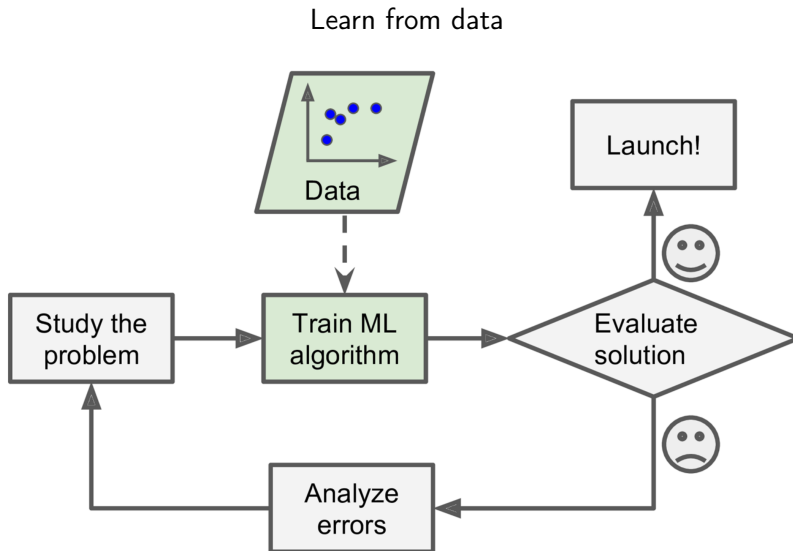 Learn from data
Data
Launch!
Study the
problem
Train ML
algorithm
Evaluate
solution
Analyze
errors